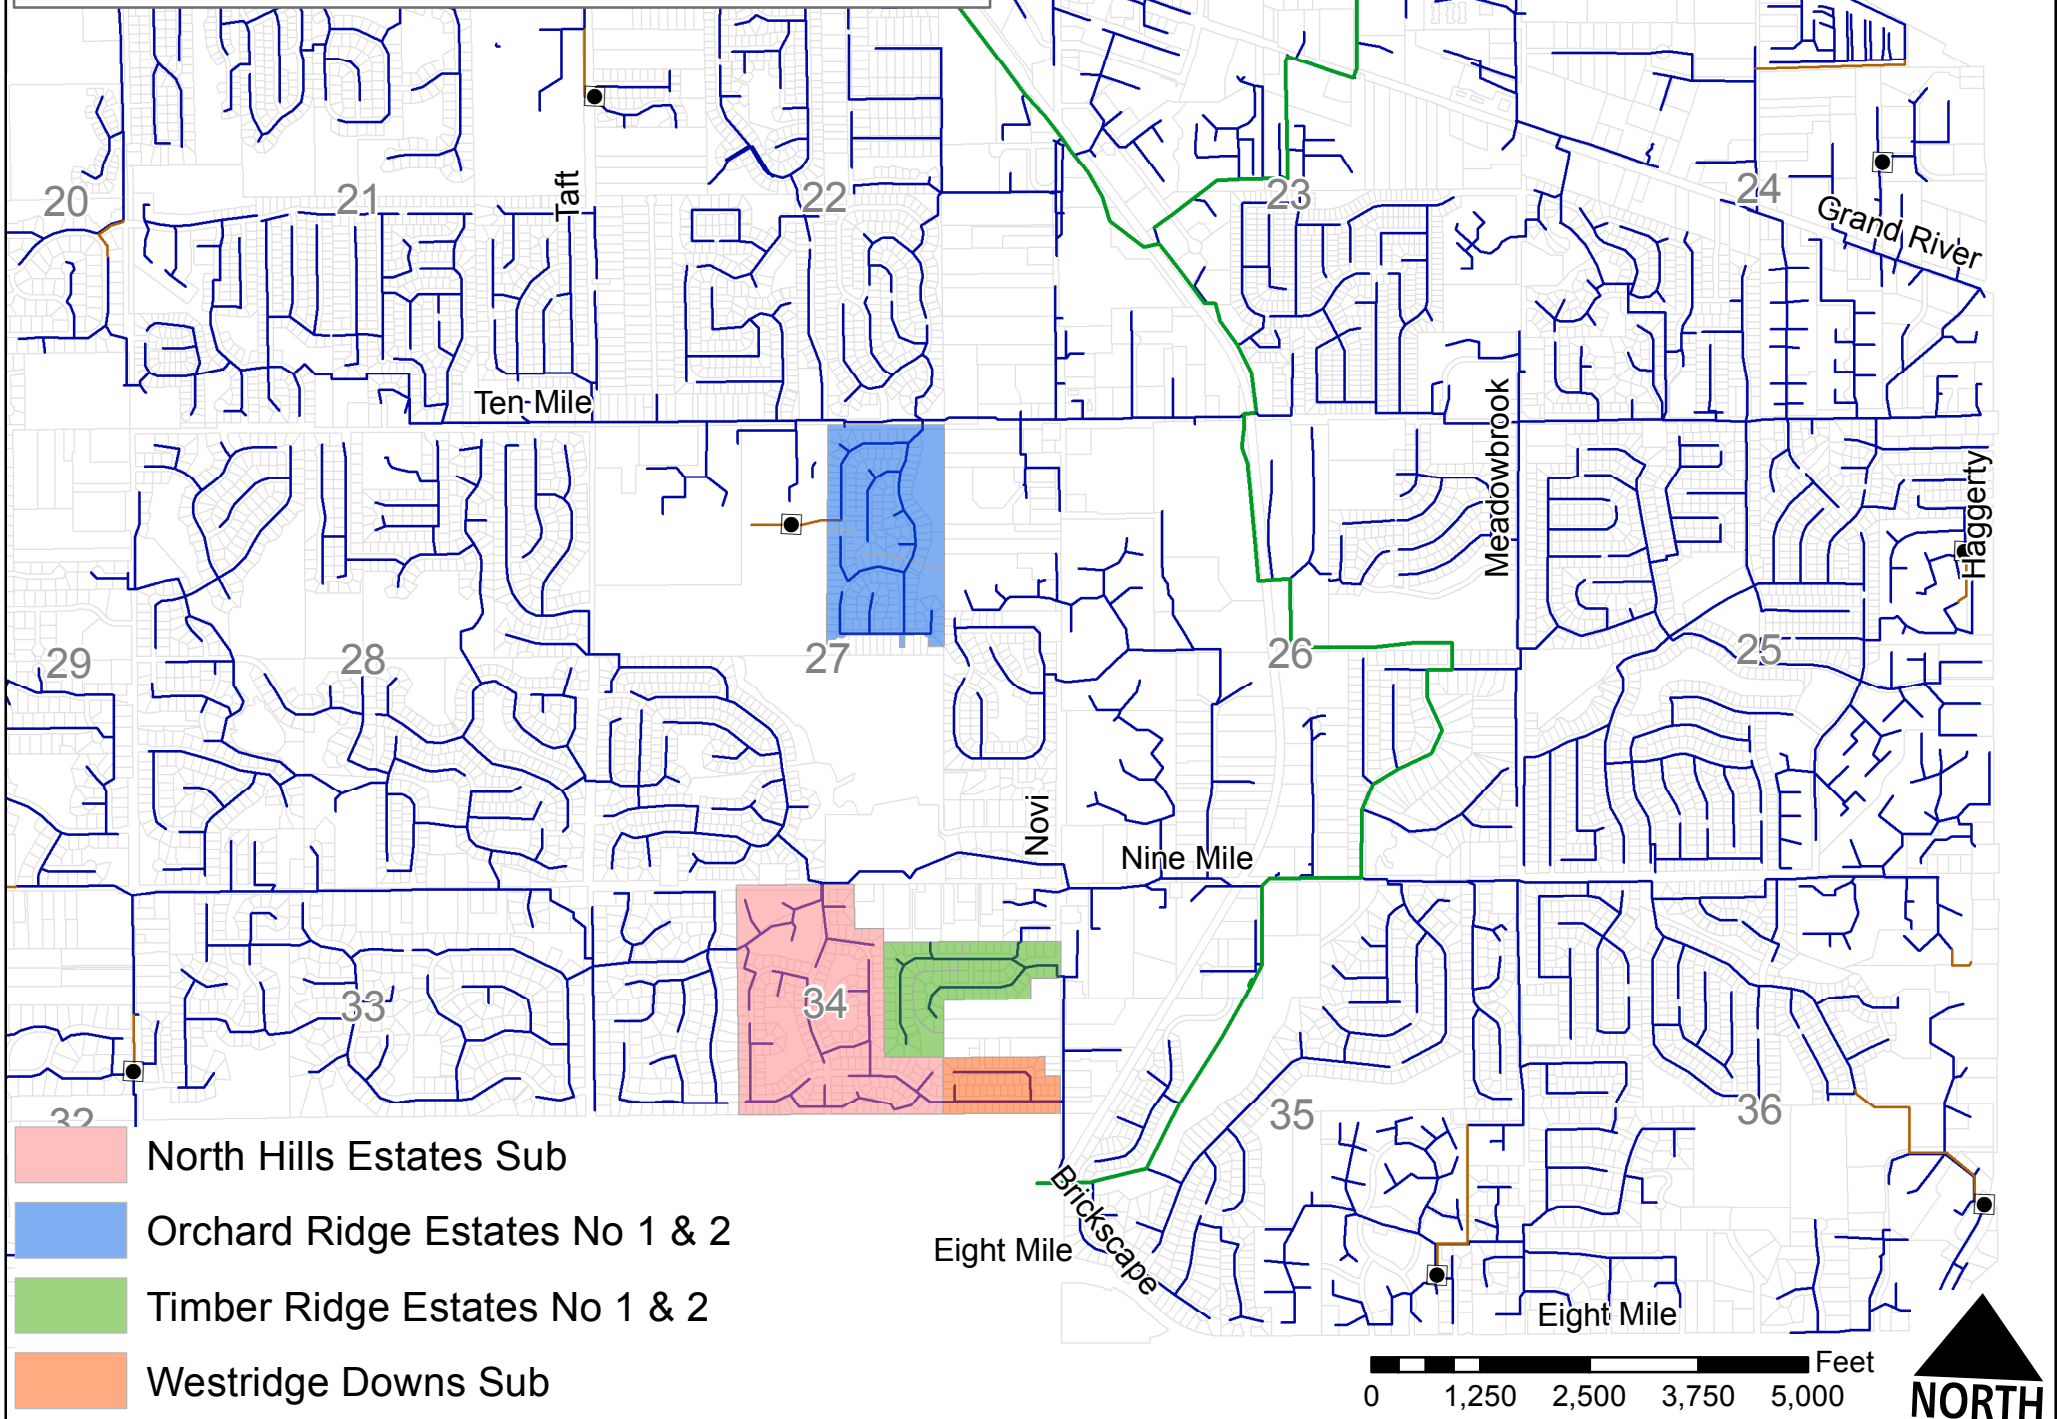 20
21
Taft
22
23
24
Grand River
Ten Mile
Meadowbrook
Haggerty
29
28
27
26
25
Novi
Nine Mile
33
34
32
35
36
North Hills Estates Sub
Orchard Ridge Estates No 1 & 2
Timber Ridge Estates No 1 & 2
Westridge Downs Sub
Brickscape
Eight Mile
Eight Mile
Feet
0 1,250 2,500 3,750 5,000
NORTH